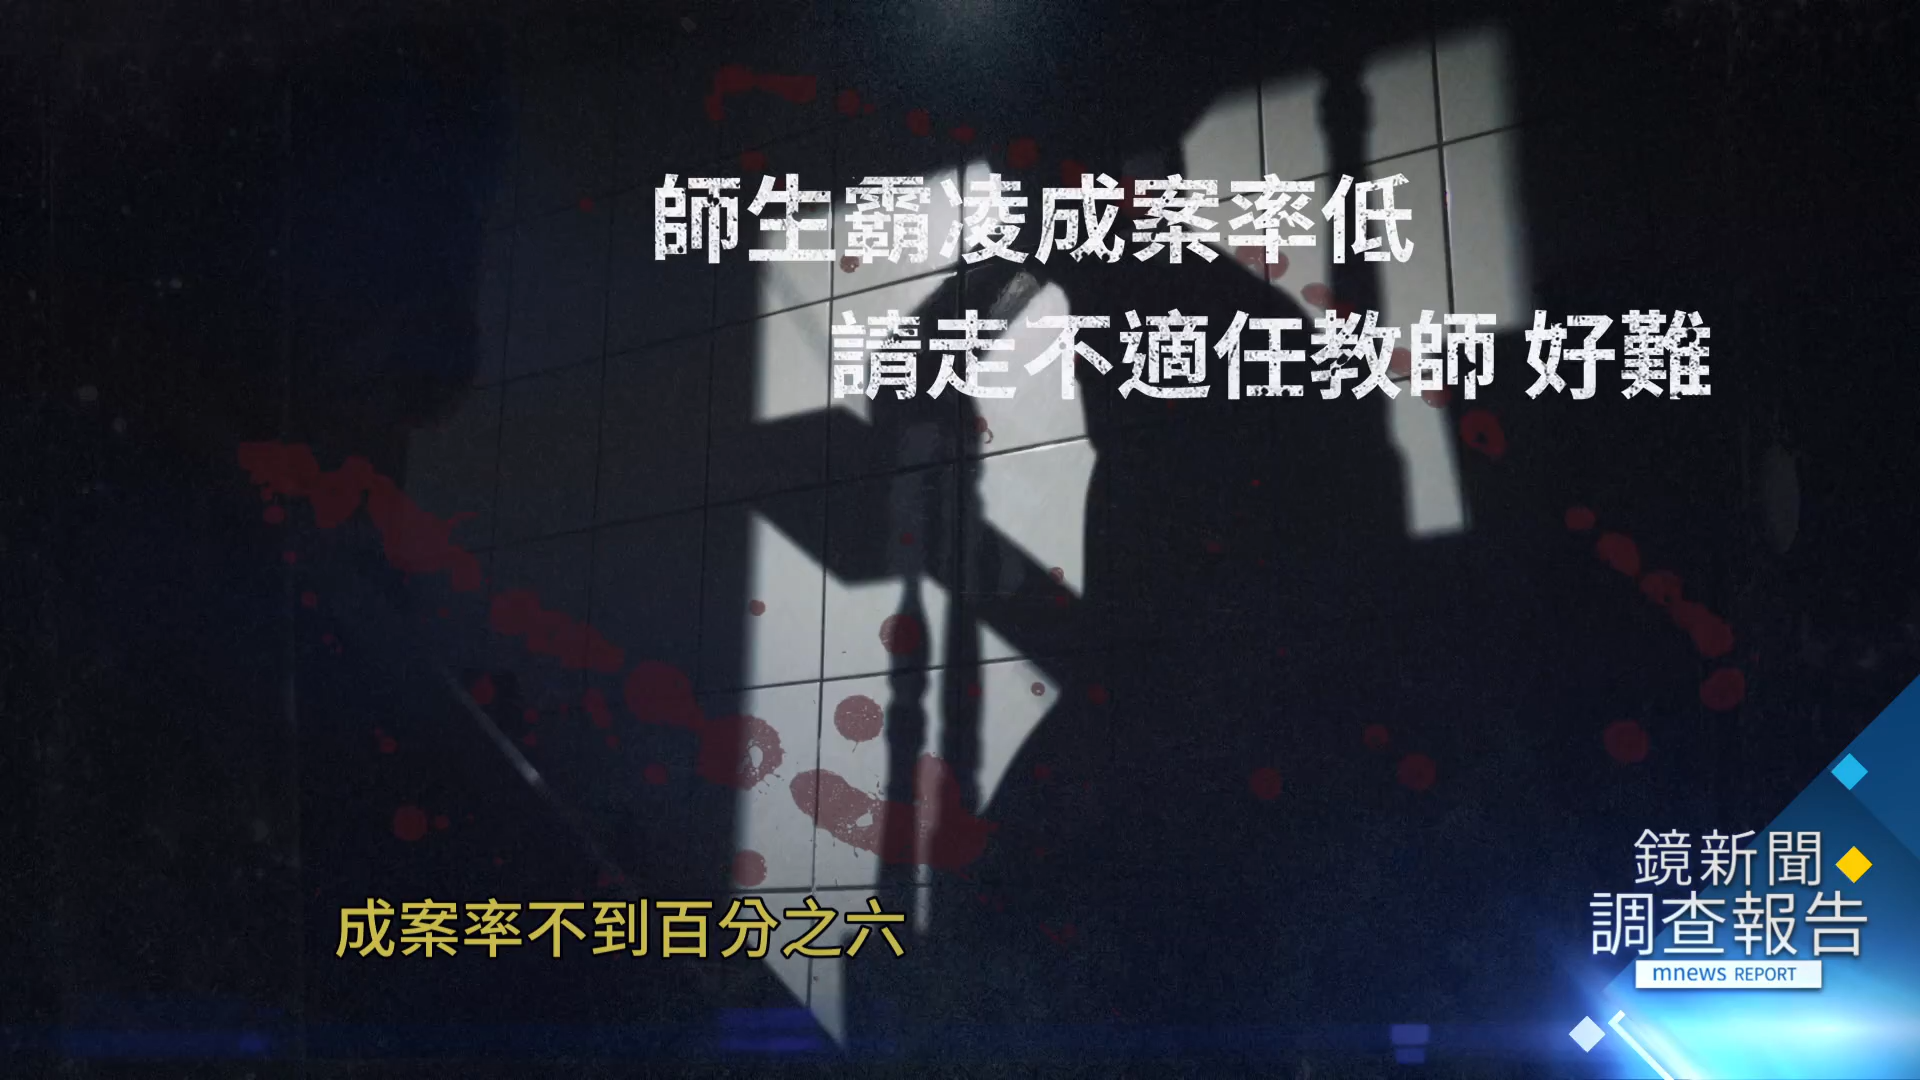 師生霸凌成案率低
請走不適任教師 好難
成案率不到百分之六
鏡新聞
調查報告
mnews REPORT